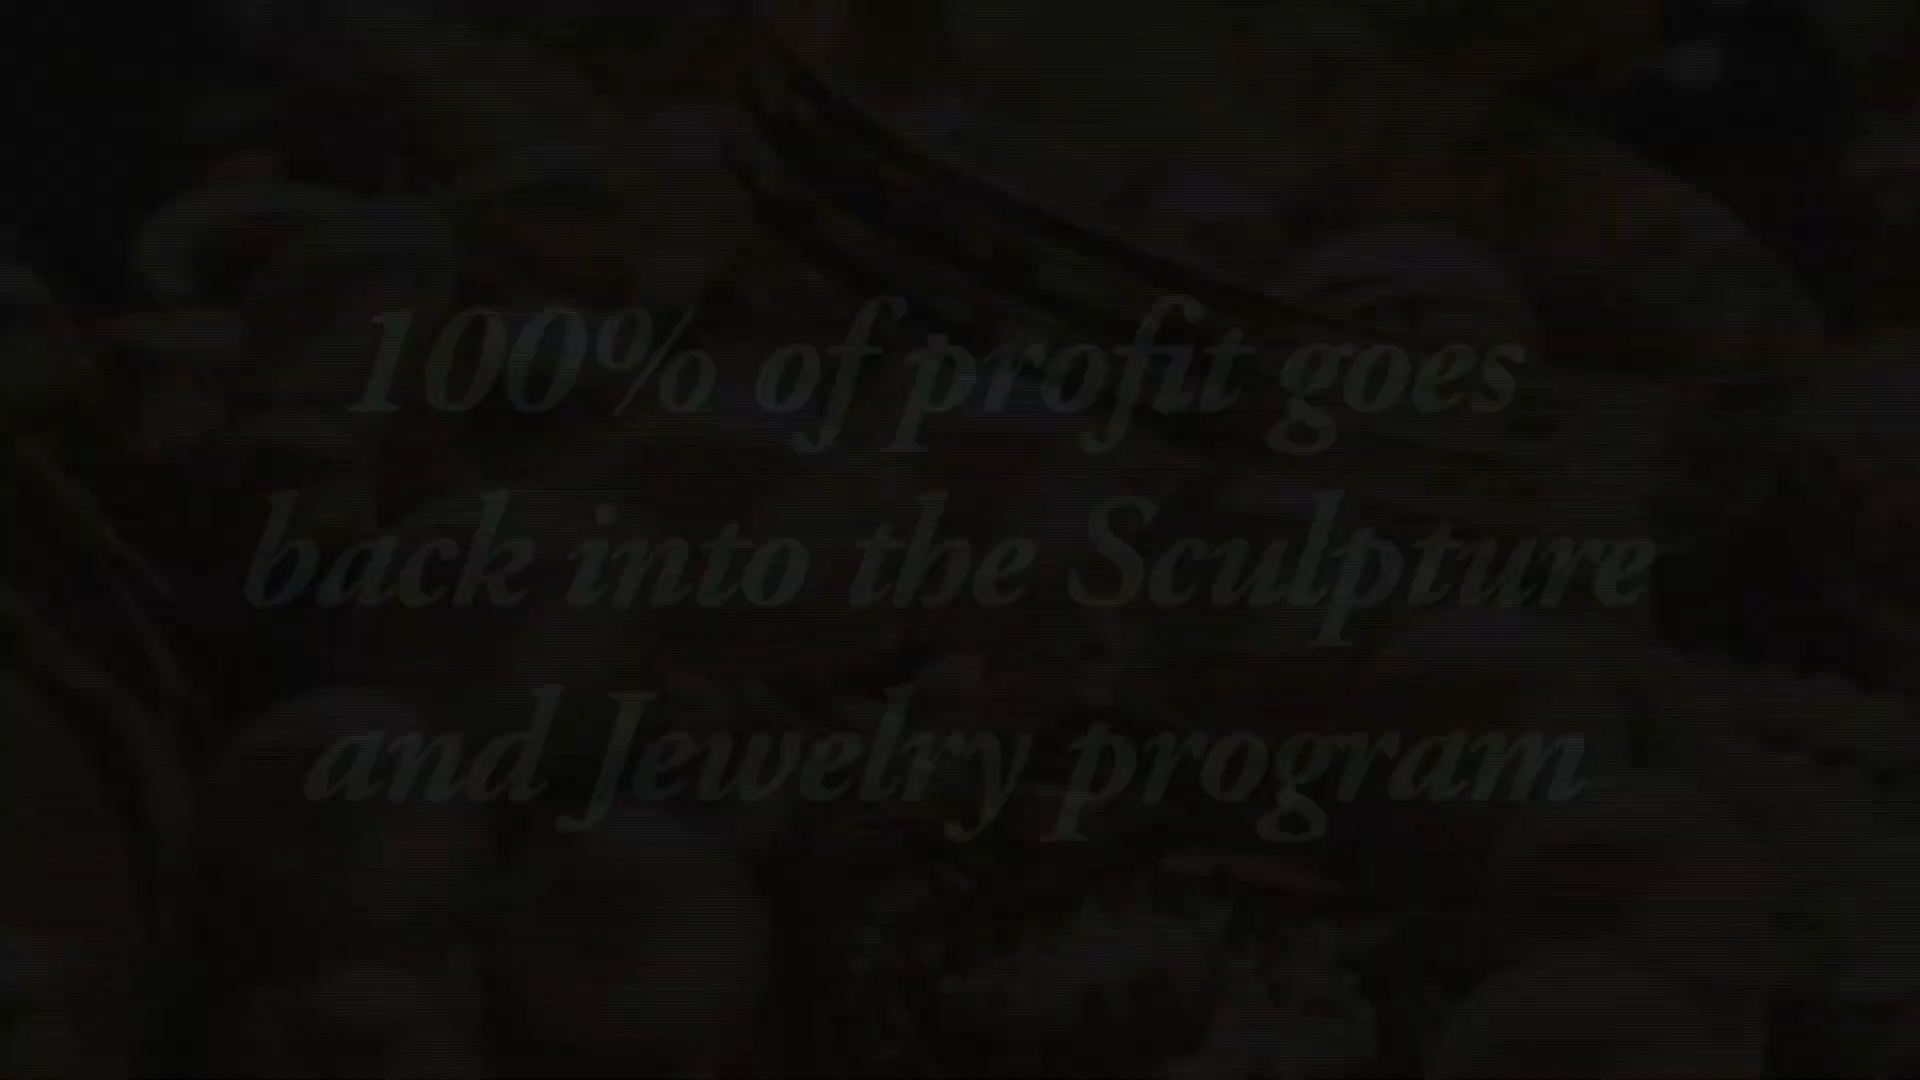 100% of profit goes
back into the Sculpture
and Jewelry program